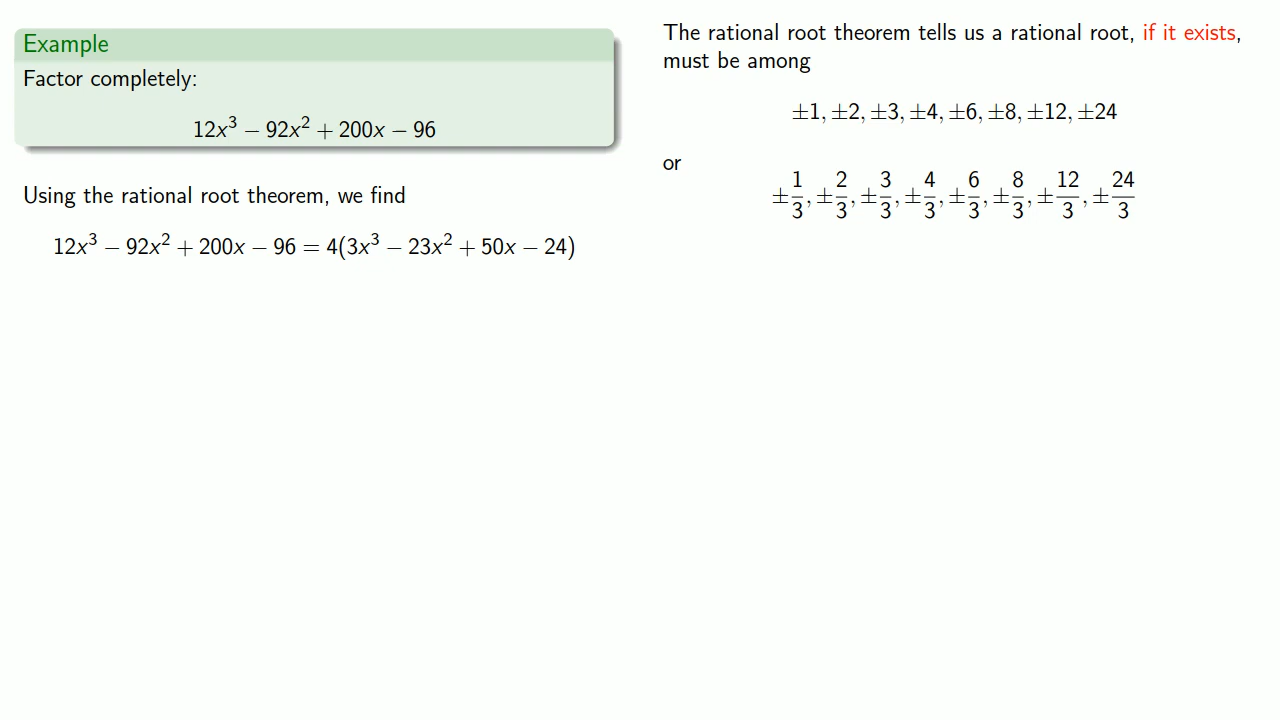 Example
Factor completely:
12x³ − 92x² + 200x − 96
Using the rational root theorem, we find
12x³ − 92x² + 200x − 96 = 4(3x³ − 23x² + 50x − 24)
The rational root theorem tells us a rational root, if it exists,
must be among
±1, ±2, ±3, ±4, ±6, ±8, ±12, ±24
or
±1/3, ±2/3, ±3/3, ±4/3, ±6/3, ±8/3, ±12/3, ±24/3